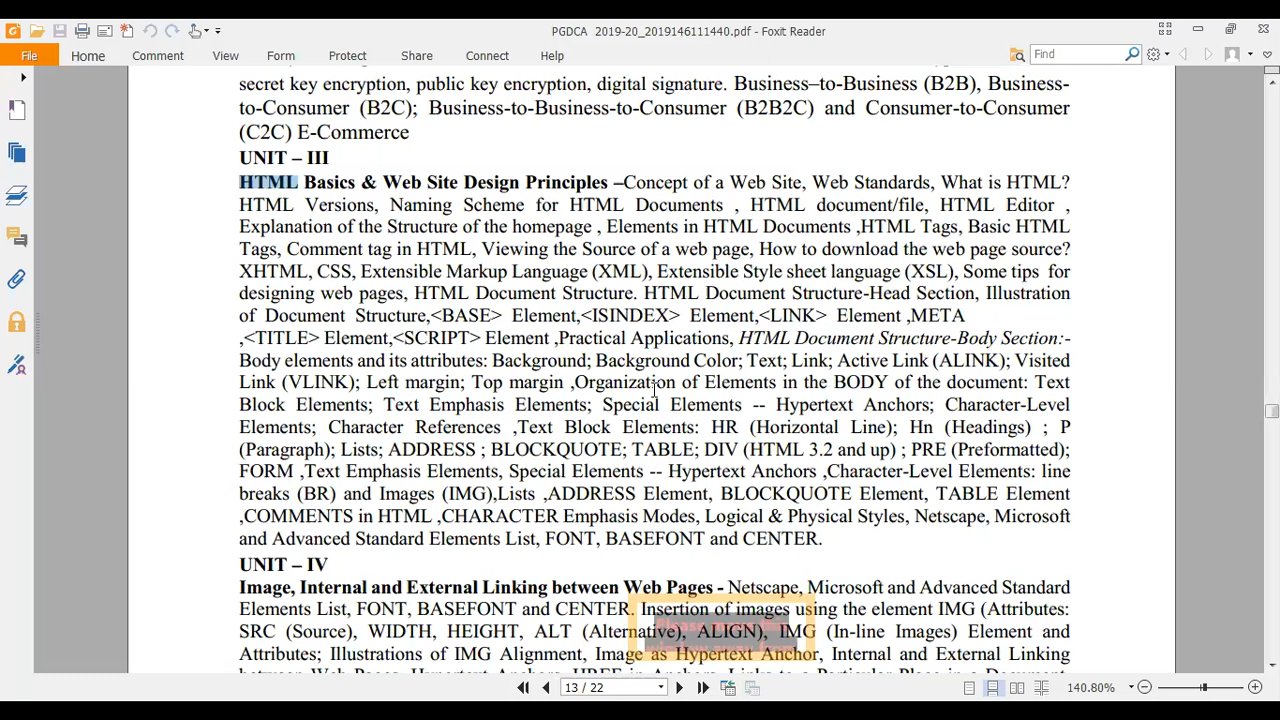 PGDCA 2019-20_2019146111440.pdf - Foxit Reader
File Home Comment View Form Protect Share Connect Help Find
secret key encryption, public key encryption, digital signature. Business–to-Business (B2B), Business-
to-Consumer (B2C); Business-to-Business-to-Consumer (B2B2C) and Consumer-to-Consumer
(C2C) E-Commerce
UNIT – III
HTML Basics & Web Site Design Principles –Concept of a Web Site, Web Standards, What is HTML?
HTML Versions, Naming Scheme for HTML Documents , HTML document/file, HTML Editor ,
Explanation of the Structure of the homepage , Elements in HTML Documents ,HTML Tags, Basic HTML
Tags, Comment tag in HTML, Viewing the Source of a web page, How to download the web page source?
XHTML, CSS, Extensible Markup Language (XML), Extensible Style sheet language (XSL), Some tips for
designing web pages, HTML Document Structure. HTML Document Structure-Head Section, Illustration
of Document Structure,<BASE> Element,<ISINDEX> Element,<LINK> Element ,META
,<TITLE> Element,<SCRIPT> Element ,Practical Applications, HTML Document Structure-Body Section:-
Body elements and its attributes: Background; Background Color; Text; Link; Active Link (ALINK); Visited
Link (VLINK); Left margin; Top margin ,Organization of Elements in the BODY of the document: Text
Block Elements; Text Emphasis Elements; Special Elements -- Hypertext Anchors; Character-Level
Elements; Character References ,Text Block Elements: HR (Horizontal Line); Hn (Headings) ; P
(Paragraph); Lists; ADDRESS ; BLOCKQUOTE; TABLE; DIV (HTML 3.2 and up) ; PRE (Preformatted);
FORM ,Text Emphasis Elements, Special Elements -- Hypertext Anchors ,Character-Level Elements: line
breaks (BR) and Images (IMG),Lists ,ADDRESS Element, BLOCKQUOTE Element, TABLE Element
,COMMENTS in HTML ,CHARACTER Emphasis Modes, Logical & Physical Styles, Netscape, Microsoft
and Advanced Standard Elements List, FONT, BASEFONT and CENTER.
UNIT – IV
Image, Internal and External Linking between Web Pages - Netscape, Microsoft and Advanced Standard
Elements List, FONT, BASEFONT and CENTER. Insertion of images using the element IMG (Attributes:
SRC (Source), WIDTH, HEIGHT, ALT (Alternative), ALIGN), IMG (In-line Images) Element and
Attributes; Illustrations of IMG Alignment, Image as Hypertext Anchor, Internal and External Linking
13 / 22 140.80%